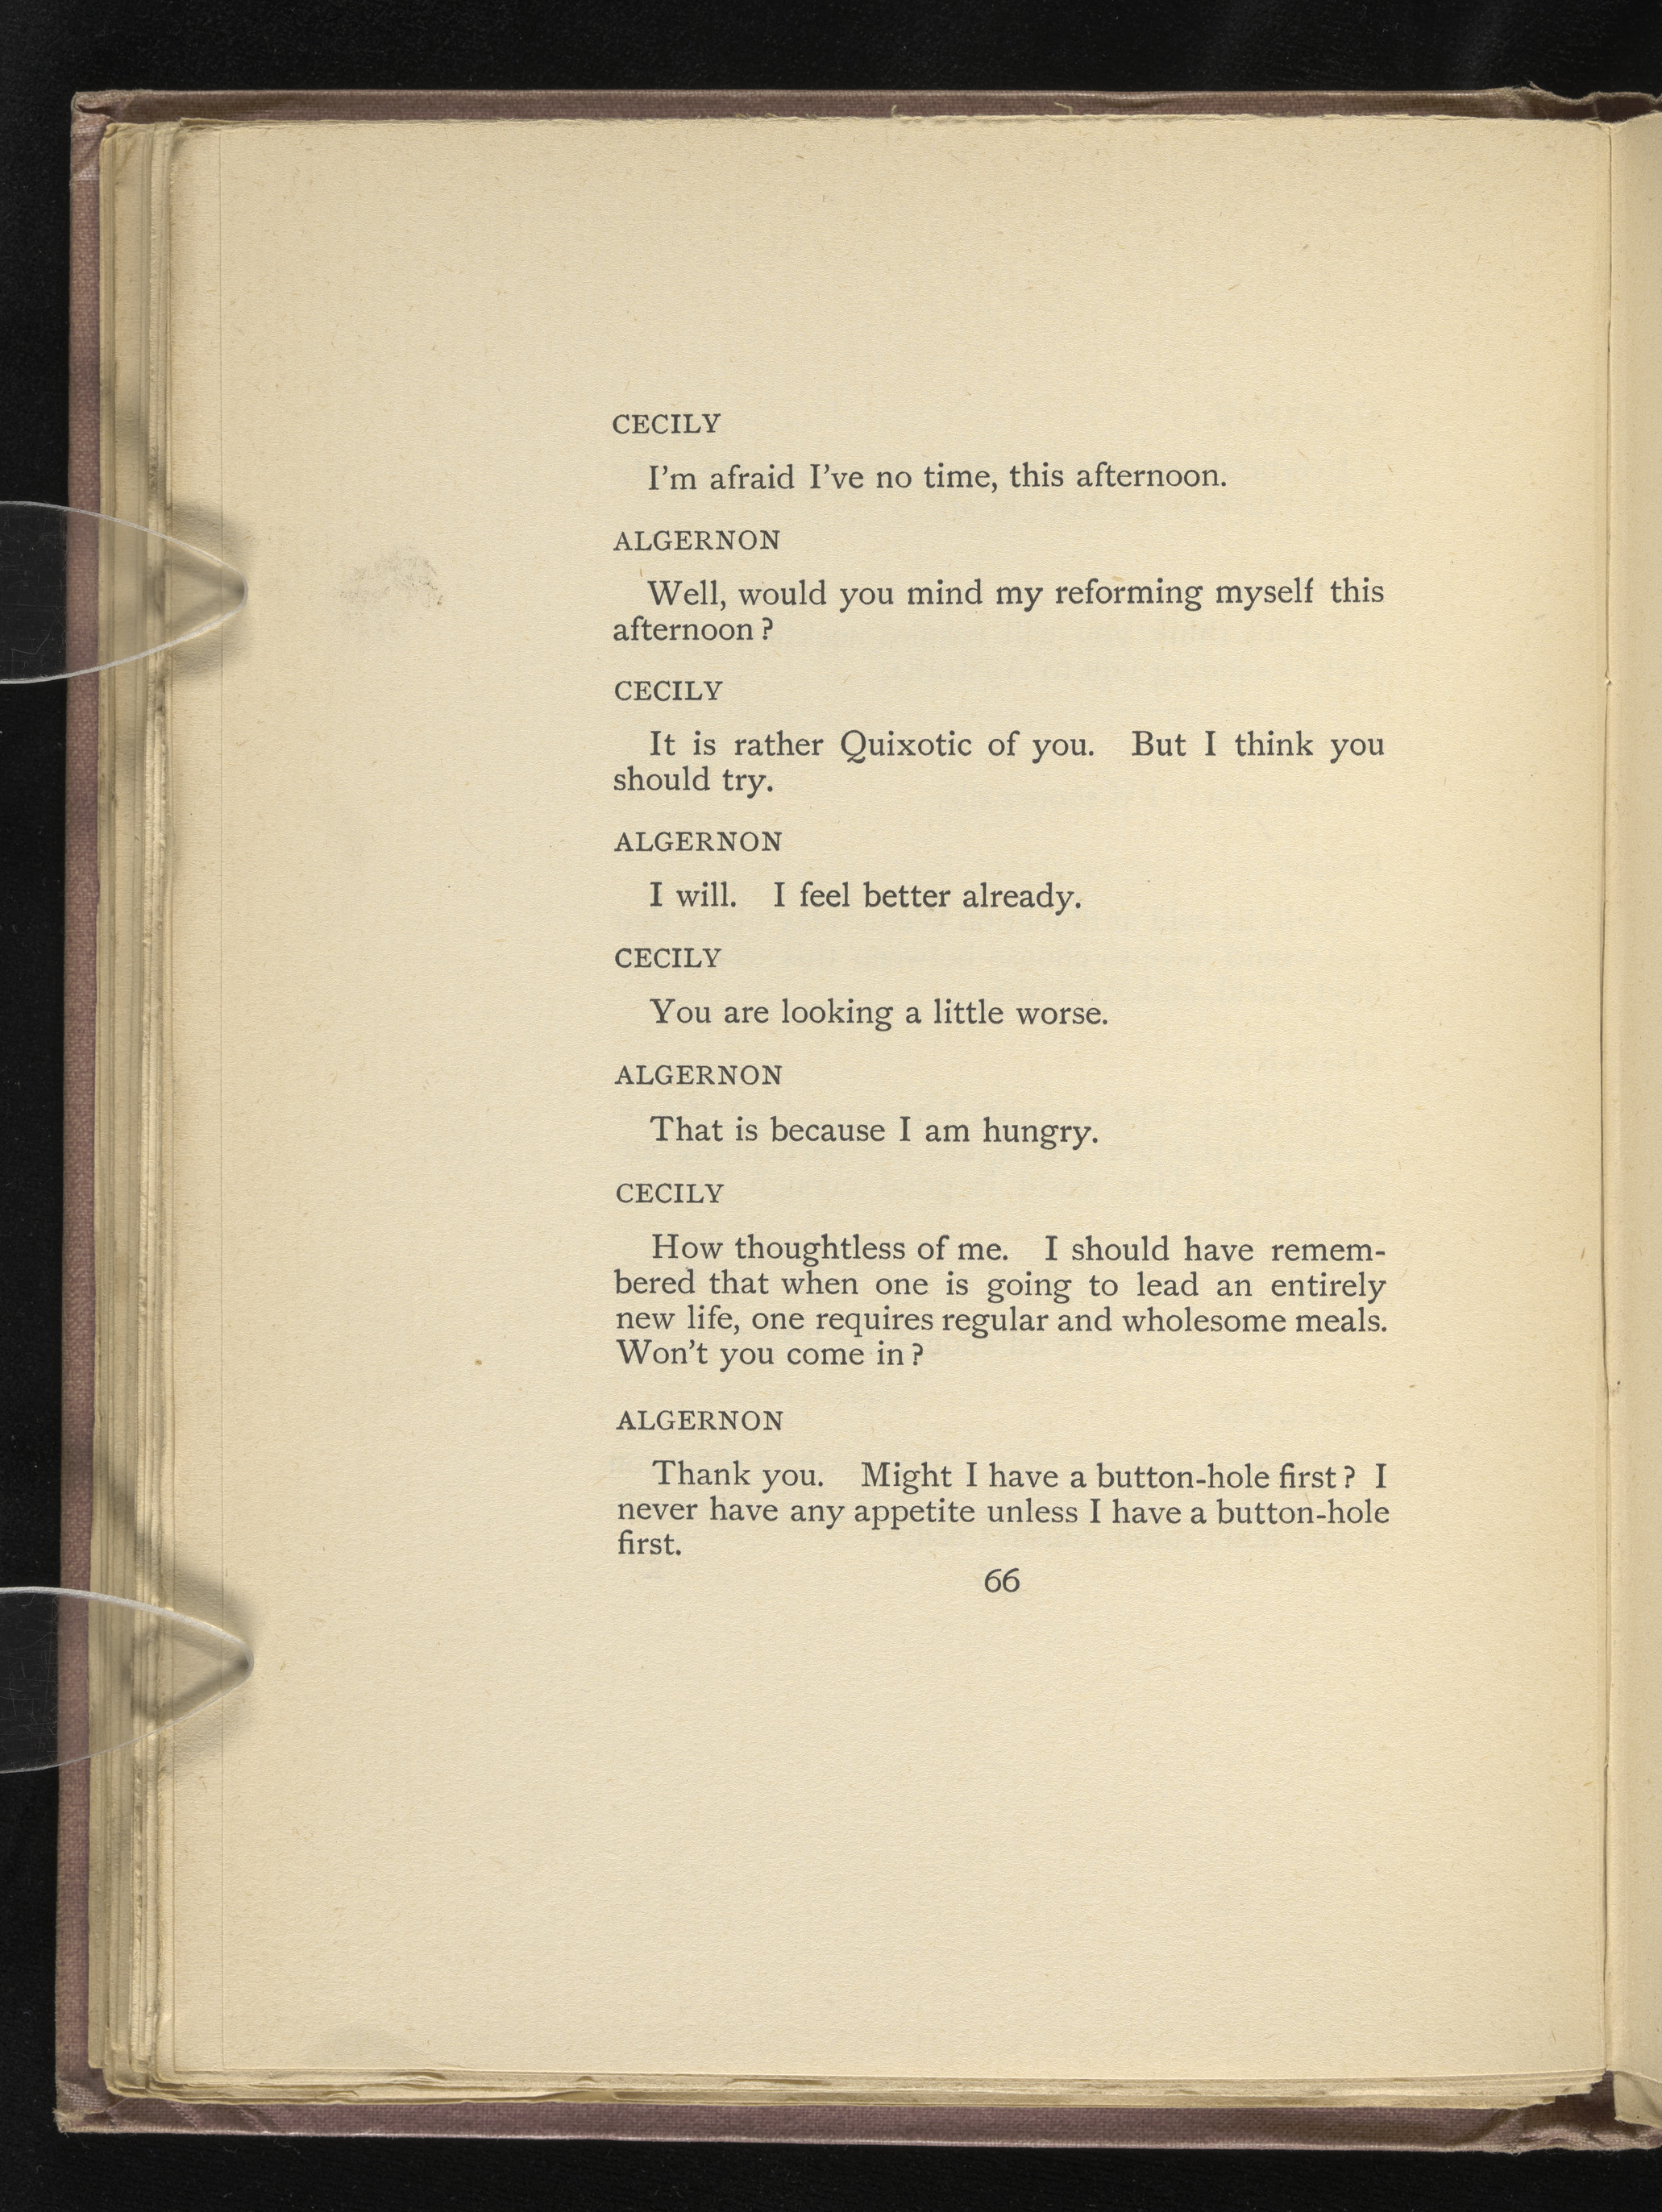 CECILY
I'm afraid I've no time, this afternoon.
ALGERNON
Well, would you mind my reforming myself this
afternoon?
CECILY
It is rather Quixotic of you. But I think you
should try.
ALGERNON
I will. I feel better already.
CECILY
You are looking a little worse.
ALGERNON
That is because I am hungry.
CECILY
How thoughtless of me. I should have remem-
bered that when one is going to lead an entirely
new life, one requires regular and wholesome meals.
Won't you come in?
ALGERNON
Thank you. Might I have a button-hole first? I
never have any appetite unless I have a button-hole
first.
66